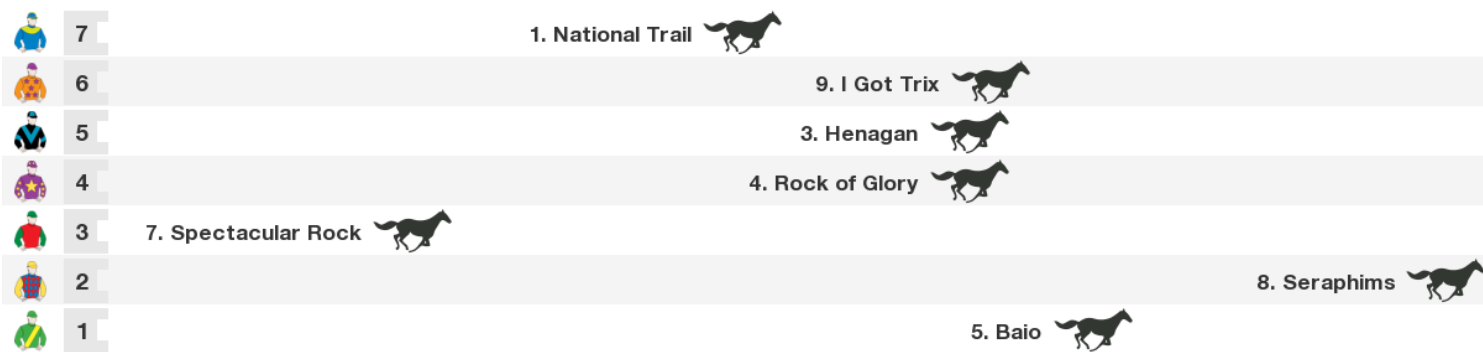 7 1. National Trail
6 9. I Got Trix
5 3. Henagan
4 4. Rock of Glory
3 7. Spectacular Rock
2 8. Seraphims
1 5. Baio